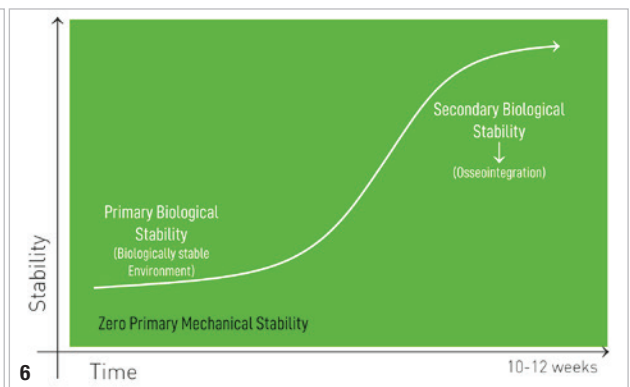 Secondary Biological
Stability
(Osseointegration)
Primary Biological
Stability
(Biologically stable
Environment)
Zero Primary Mechanical Stability
Stability
6
Time
10-12 weeks